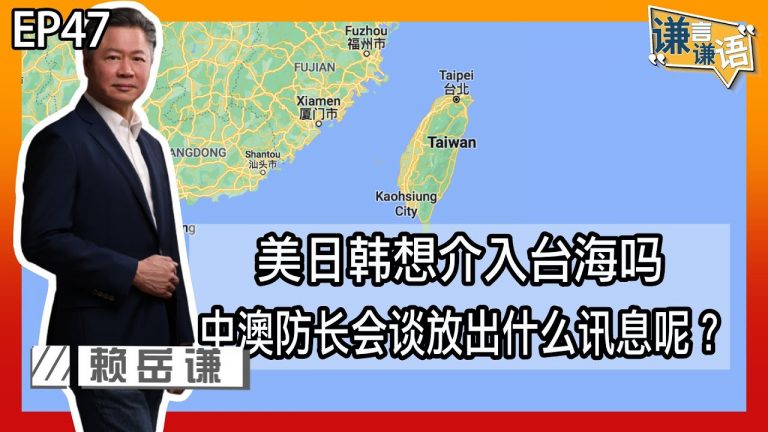 EP47
谦言谦语
Fuzhou
福州市
FUJIAN
Taipei
台北
Xiamen
厦门市
Taiwan
ANGDONG
Shantou
汕头市
Kaohsiung
City
ng
美日韩想介入台海吗
中澳防长会谈放出什么讯息呢？
赖岳谦